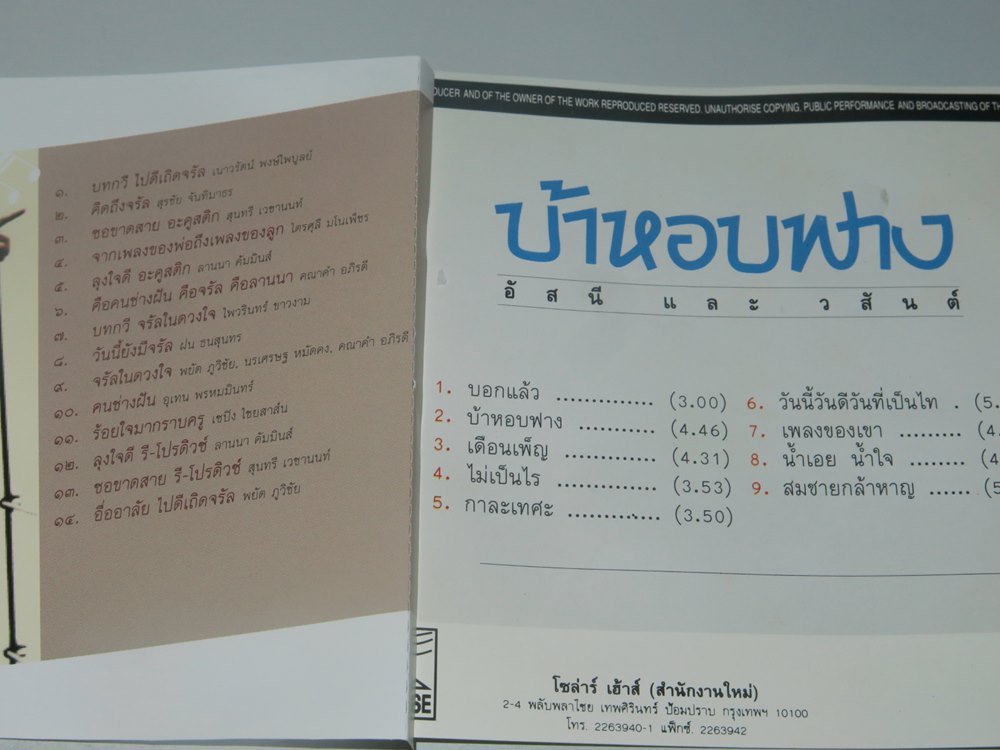 ๑. บทกวี ไปดีเถิดจรัล เนาวรัตน์ พงษ์ไพบูลย์
๒. คิดถึงจรัล สุรชัย จันทิมาธร
๓. ซอขาดสาย อะคูสติก สุนทรี เวชานนท์
๔. จากเพลงของพ่อถึงเพลงของลูก ไตรศุลี มโนเพ็ชร
๕. ลุงใจดี อะคูสติก ลานนา คัมมินส์
๖. คือคนช่างฝัน คือจรัล คือลานนา คณาคำ อภิรดี
๗. บทกวี จรัลในดวงใจ ไพวรินทร์ ขาวงาม
๘. วันนี้ยังมีจรัล ฝน ธนสุนทร
๙. จรัลในดวงใจ พยัต ภูวิชัย, นรเศรษฐ หมัดคง, คณาคำ อภิรดี
๑๐. คนช่างฝัน อุเทน พรหมมินทร์
๑๑. ร้อยใจมากราบครู เชบึง ไชยสาส์น
๑๒. ลุงใจดี รี-โปรดิวซ์ ลานนา คัมมินส์
๑๓. ซอขาดสาย รี-โปรดิวซ์ สุนทรี เวชานนท์
๑๔. อื่ออาลัย ไปดีเถิดจรัล พยัต ภูวิชัย
DUCER AND OF THE OWNER OF THE WORK REPRODUCED RESERVED. UNAUTHORISE COPYING. PUBLIC PERFORMANCE AND BROADCASTING OF TH
บ้าหอบฟาง
อัสนี และ วสันต์
1. บอกแล้ว .............. (3.00)
2. บ้าหอบฟาง .............. (4.46)
3. เดือนเพ็ญ .............. (4.31)
4. ไม่เป็นไร .............. (3.53)
5. กาละเทศะ .............. (3.50)
6. วันนี้วันดีวันที่เป็นไท . (5.
7. เพลงของเขา ......... (4.
8. น้ำเอย น้ำใจ ........ (4
9. สมชายกล้าหาญ ...... (5
SE
โซล่าร์ เฮ้าส์ (สำนักงานใหม่)
2-4 พลับพลาไชย เทพศิรินทร์ ป้อมปราบ กรุงเทพฯ 10100
โทร. 2263940-1 แฟ็กซ์. 2263942